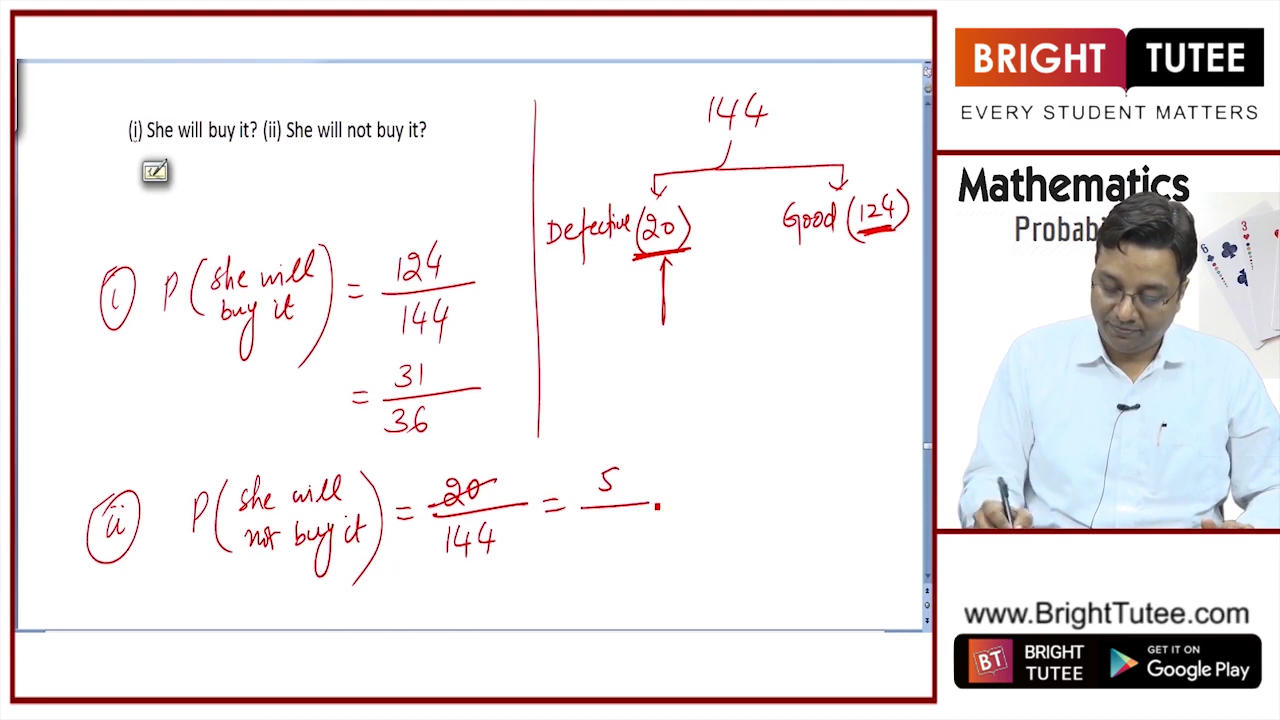 (i) She will buy it? (ii) She will not buy it?
144
Defective (20)
Good (124)
i P (she will buy it) = 124/144
= 31/36
ii P (she will not buy it) = 20/144 = 5
BRIGHT TUTEE
EVERY STUDENT MATTERS
Mathematics
6
3
www.BrightTutee.com
BT BRIGHT TUTEE
GET IT ON
Google Play